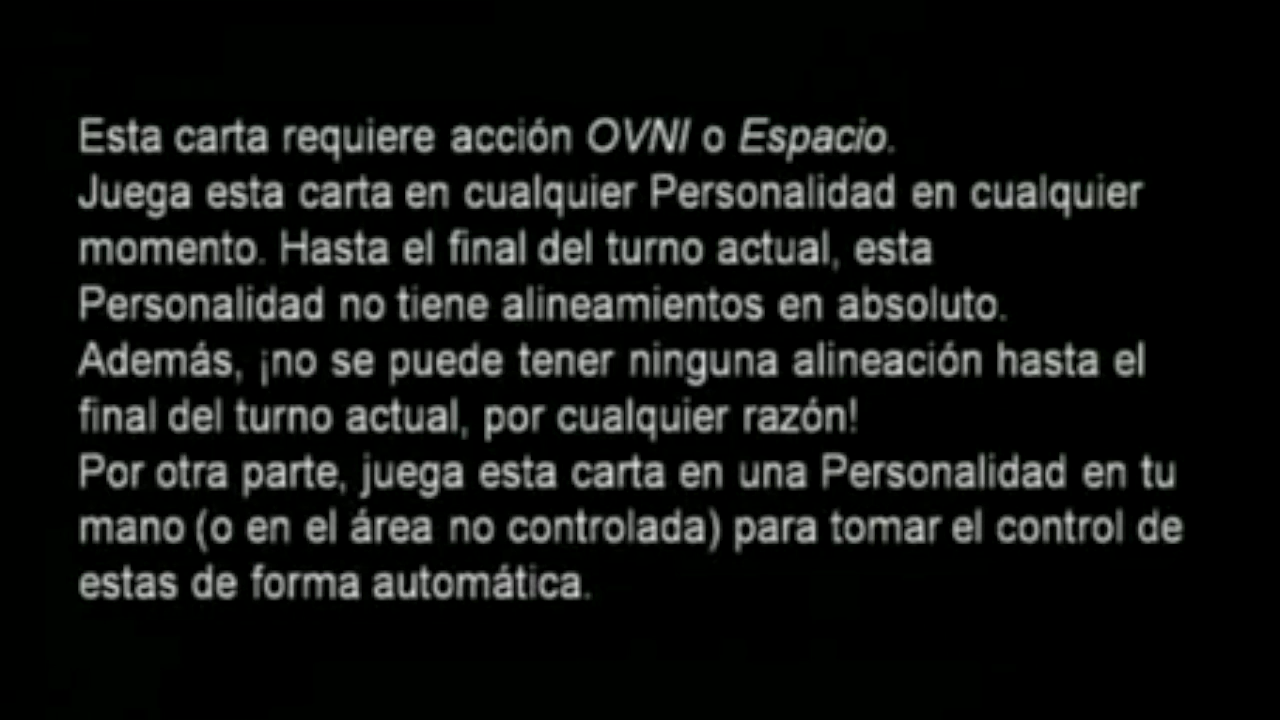 Esta carta requiere acción OVNI o Espacio.
Juega esta carta en cualquier Personalidad en cualquier
momento. Hasta el final del turno actual, esta
Personalidad no tiene alineamientos en absoluto.
Además, ¡no se puede tener ninguna alineación hasta el
final del turno actual, por cualquier razón!
Por otra parte, juega esta carta en una Personalidad en tu
mano (o en el área no controlada) para tomar el control de
estas de forma automática.